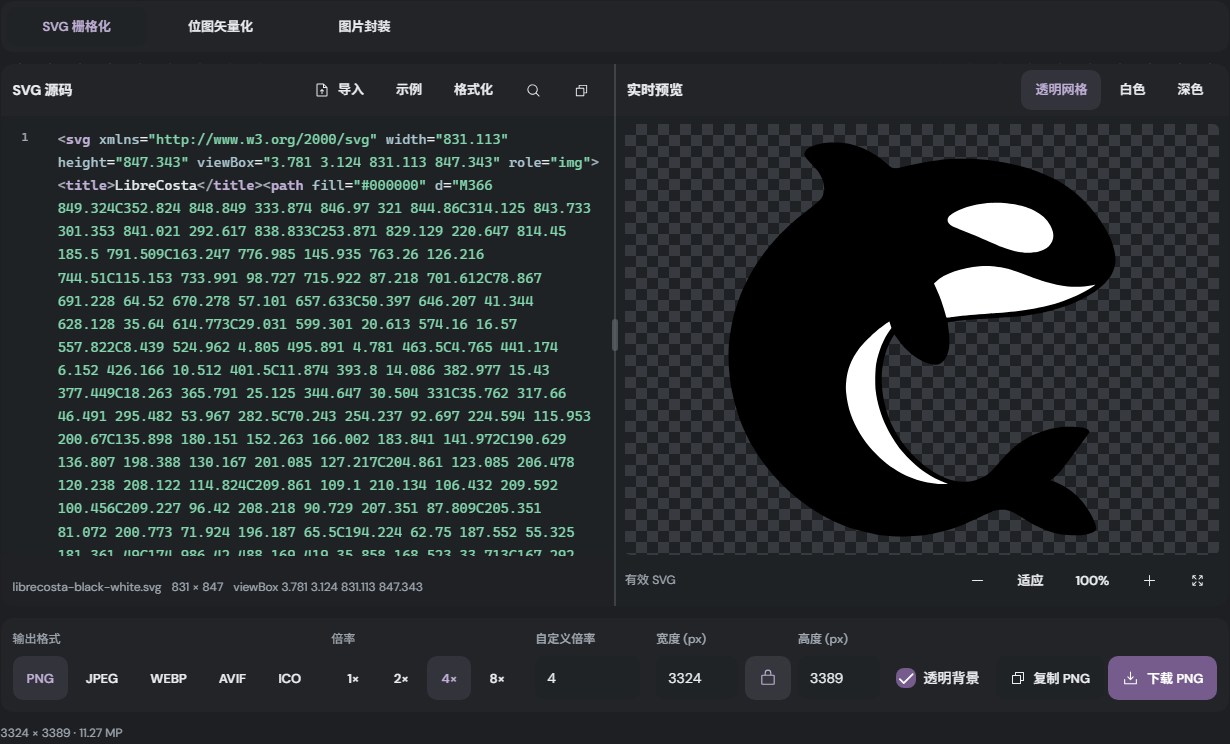 SVG 栅格化 位图矢量化 图片封装
SVG 源码 导入 示例 格式化
实时预览 透明网格 白色 深色
1 <svg xmlns="http://www.w3.org/2000/svg" width="831.113"
height="847.343" viewBox="3.781 3.124 831.113 847.343" role="img">
<title>LibreCosta</title><path fill="#000000" d="M366
849.324C352.824 848.849 333.874 846.97 321 844.86C314.125 843.733
301.353 841.021 292.617 838.833C253.871 829.129 220.647 814.45
185.5 791.509C163.247 776.985 145.935 763.26 126.216
744.51C115.153 733.991 98.727 715.922 87.218 701.612C78.867
691.228 64.52 670.278 57.101 657.633C50.397 646.207 41.344
628.128 35.64 614.773C29.031 599.301 20.613 574.16 16.57
557.822C8.439 524.962 4.805 495.891 4.781 463.5C4.765 441.174
6.152 426.166 10.512 401.5C11.874 393.8 14.086 382.977 15.43
377.449C18.263 365.791 25.125 344.647 30.504 331C35.762 317.66
46.491 295.482 53.967 282.5C70.243 254.237 92.697 224.594 115.953
200.67C135.898 180.151 152.263 166.002 183.841 141.972C190.629
136.807 198.388 130.167 201.085 127.217C204.861 123.085 206.478
120.238 208.122 114.824C209.861 109.1 210.134 106.432 209.592
100.456C209.227 96.42 208.218 90.729 207.351 87.809C205.351
81.072 200.773 71.924 196.187 65.5C194.224 62.75 187.552 55.325
181.361 49C174.986 42.488 169.419 35.858 168.523 33.713C167.292
librecosta-black-white.svg 831 × 847 viewBox 3.781 3.124 831.113 847.343
有效 SVG 适应 100%
输出格式 倍率 自定义倍率 宽度 (px) 高度 (px)
PNG JPEG WEBP AVIF ICO 1× 2× 4× 8× 4 3324 3389 透明背景 复制 PNG 下载 PNG
3324 × 3389 · 11.27 MP